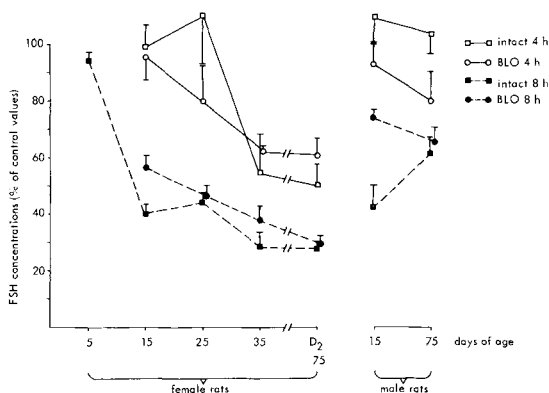 FSH concentrations (% of control values)
100
80
60
40
20
intact 4 h
BLO 4 h
intact 8 h
BLO 8 h
5 15 25 35 D2 75
15 75 days of age
female rats
male rats